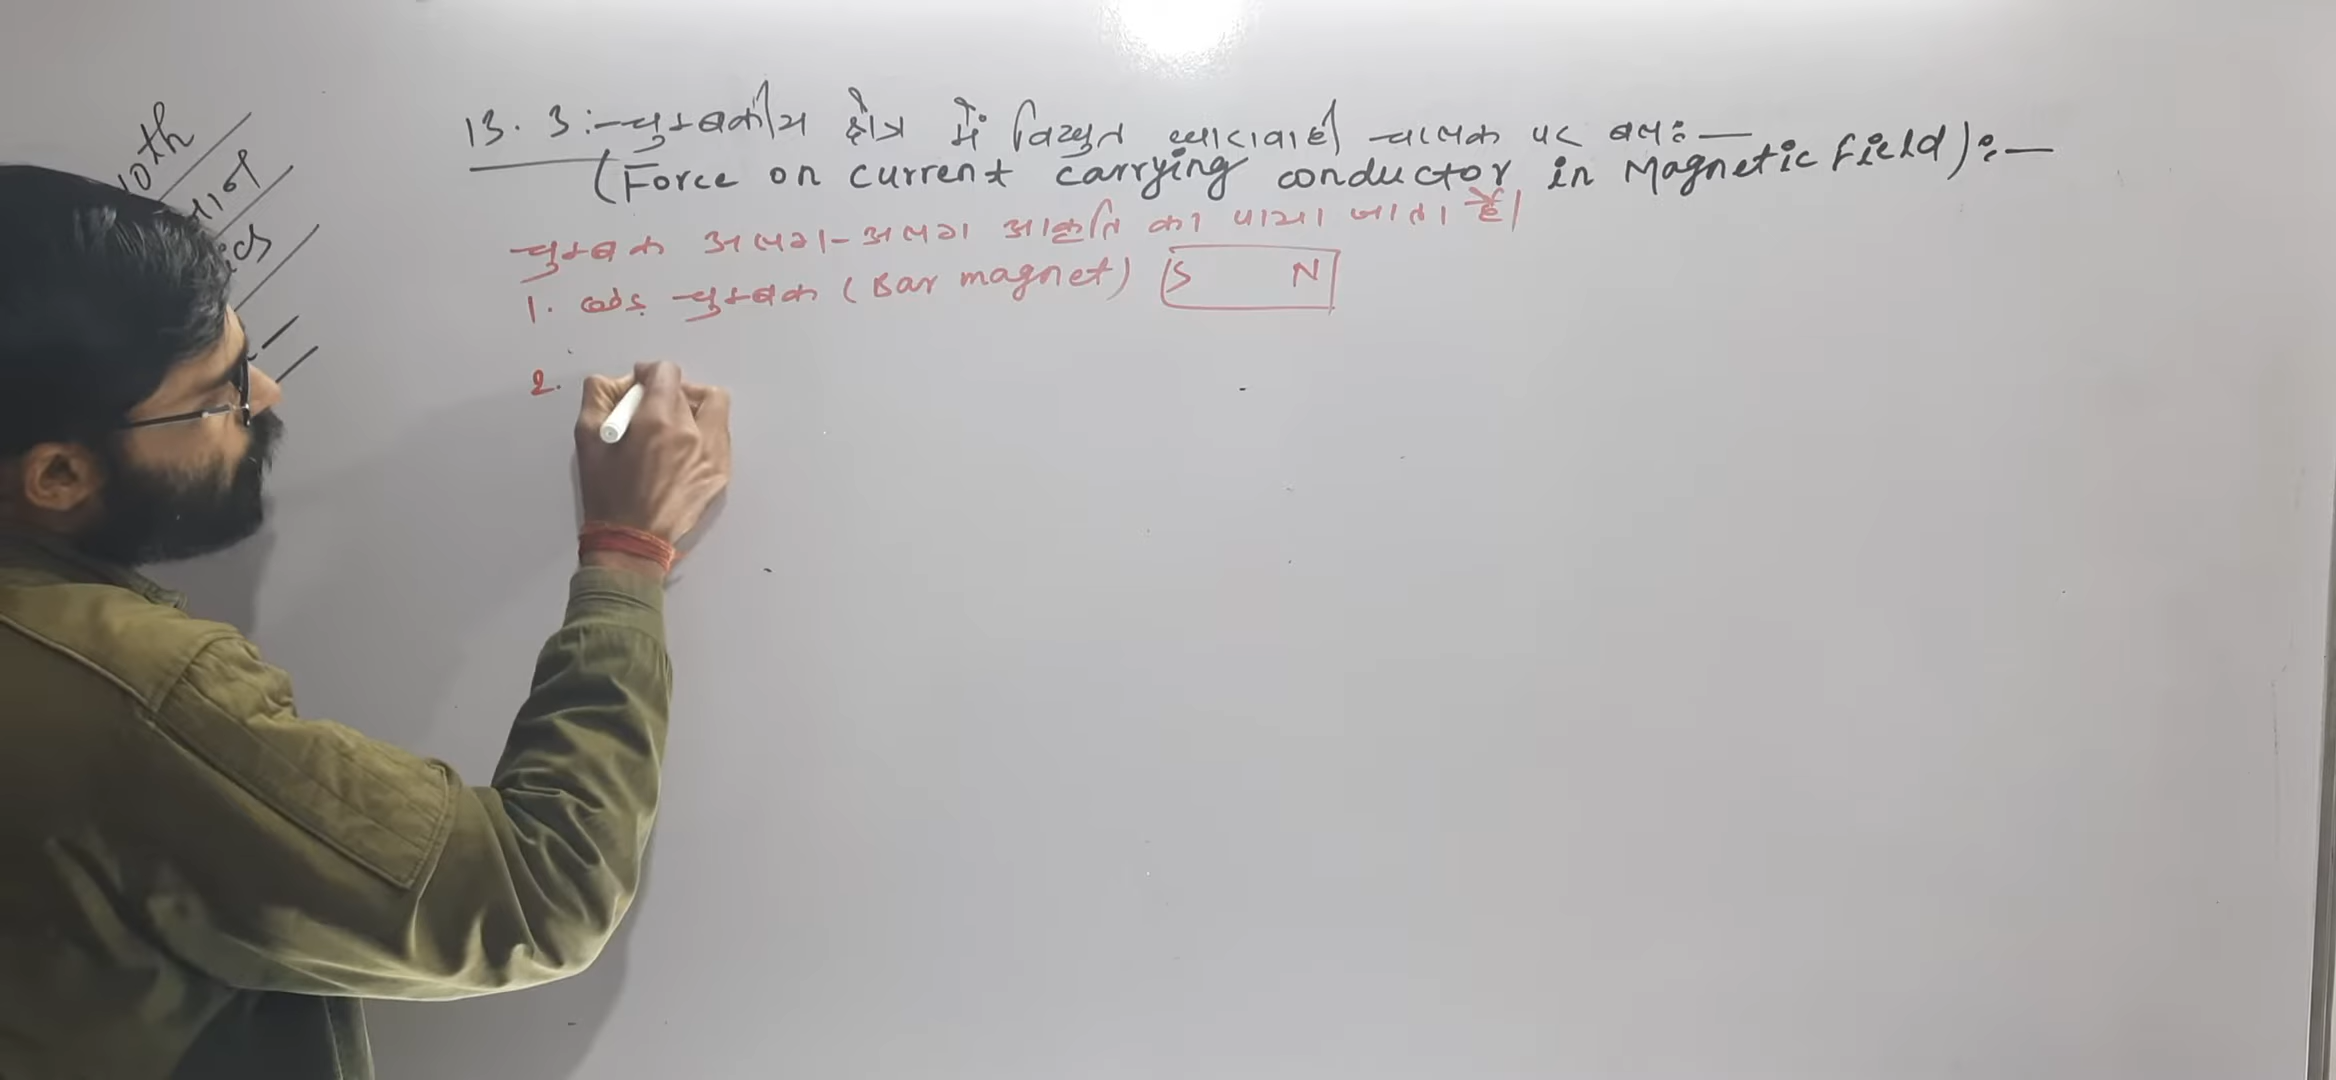 10th
13.3:- चुम्बकीय क्षेत्र में विद्युत धारावाही चालक पर बल:—
(Force on current carrying conductor in Magnetic field):—
चुम्बक अलग-अलग आकृति का पाया जाता है।
1. छड़ चुम्बक (Bar magnet) S N
2.